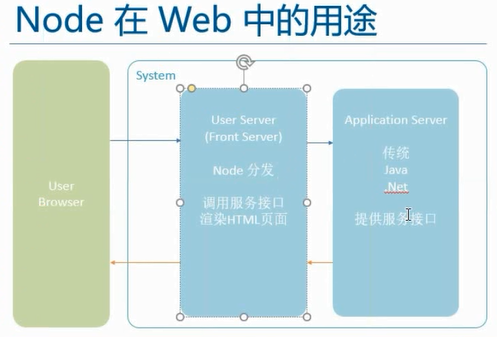 Node 在 Web 中的用途
System
User
Browser
User Server
(Front Server)
Node 分发
调用服务接口
渲染HTML页面
Application Server
传统
Java
.Net
提供服务接口